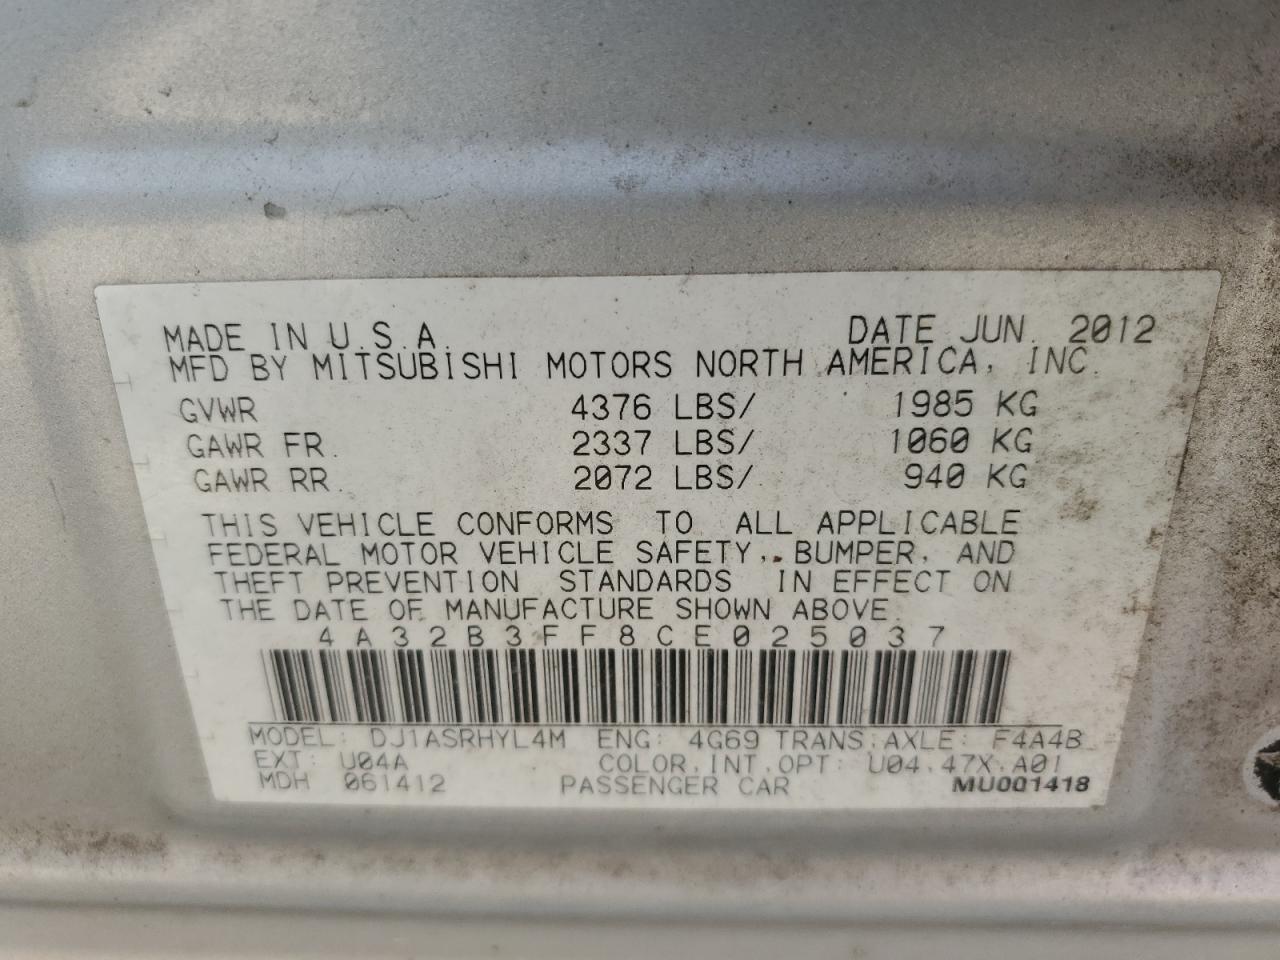 MADE IN U.S.A. DATE JUN. 2012
MFD BY MITSUBISHI MOTORS NORTH AMERICA, INC.
GVWR 4376 LBS/ 1985 KG
GAWR FR. 2337 LBS/ 1060 KG
GAWR RR. 2072 LBS/ 940 KG
THIS VEHICLE CONFORMS TO ALL APPLICABLE
FEDERAL MOTOR VEHICLE SAFETY, BUMPER, AND
THEFT PREVENTION STANDARDS IN EFFECT ON
THE DATE OF MANUFACTURE SHOWN ABOVE.
4A32B3FF8CE025037
MODEL: DJ1ASRHYL4M ENG: 4G69 TRANS:AXLE: F4A4B
EXT: U04A COLOR,INT,OPT: U04,47X,A01
MDH 061412 PASSENGER CAR MU001418